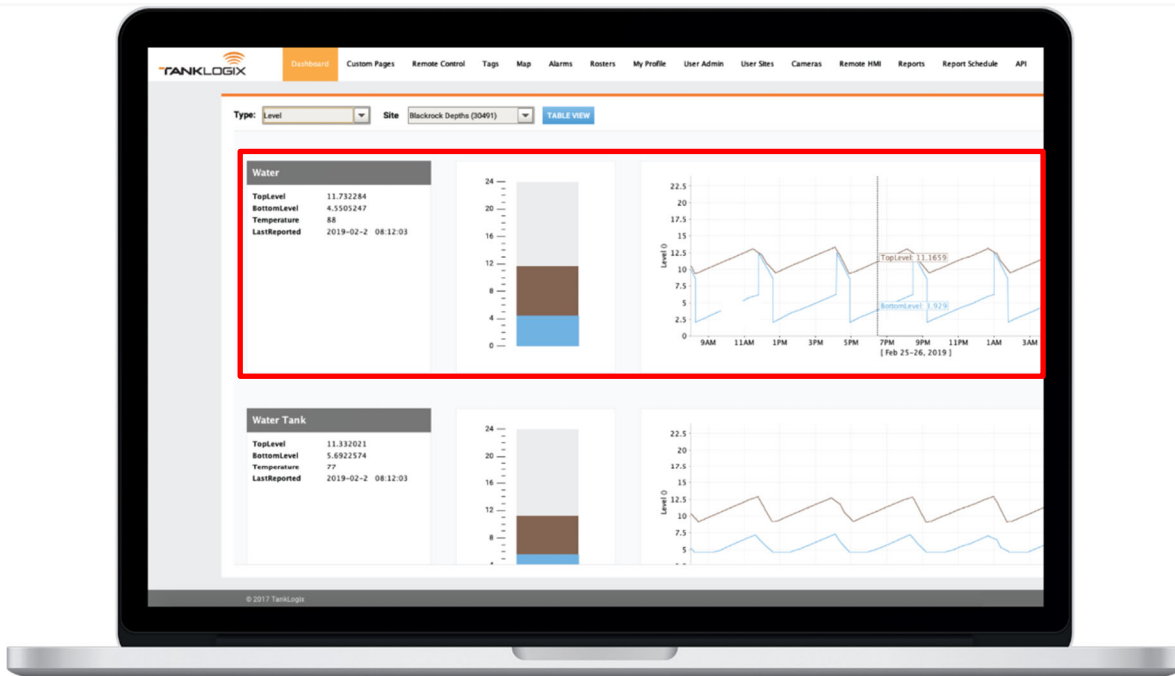 TANKLOGIX
Dashboard Custom Pages Remote Control Tags Map Alarms Rosters My Profile User Admin User Sites Cameras Remote HMI Reports Report Schedule API
Type: Level Site Blackrock Depths (30491) TABLE VIEW
Water
TopLevel 11.732284
BottomLevel 4.5505247
Temperature 88
LastReported 2019-02-2 08:12:03
24
20
16
12
8
4
0
Level ()
22.5
20
17.5
15
12.5
10
7.5
5
2.5
0
TopLevel: 11.1659
9AM 11AM 1PM 3PM 5PM 7PM 9PM 11PM 1AM 3AM
[ Feb 25-26, 2019 ]
Water Tank
TopLevel 11.332021
BottomLevel 5.6922574
Temperature 77
LastReported 2019-02-2 08:12:03
24
20
16
12
8
Level ()
22.5
20
17.5
15
12.5
10
7.5
5
© 2017 TankLogix